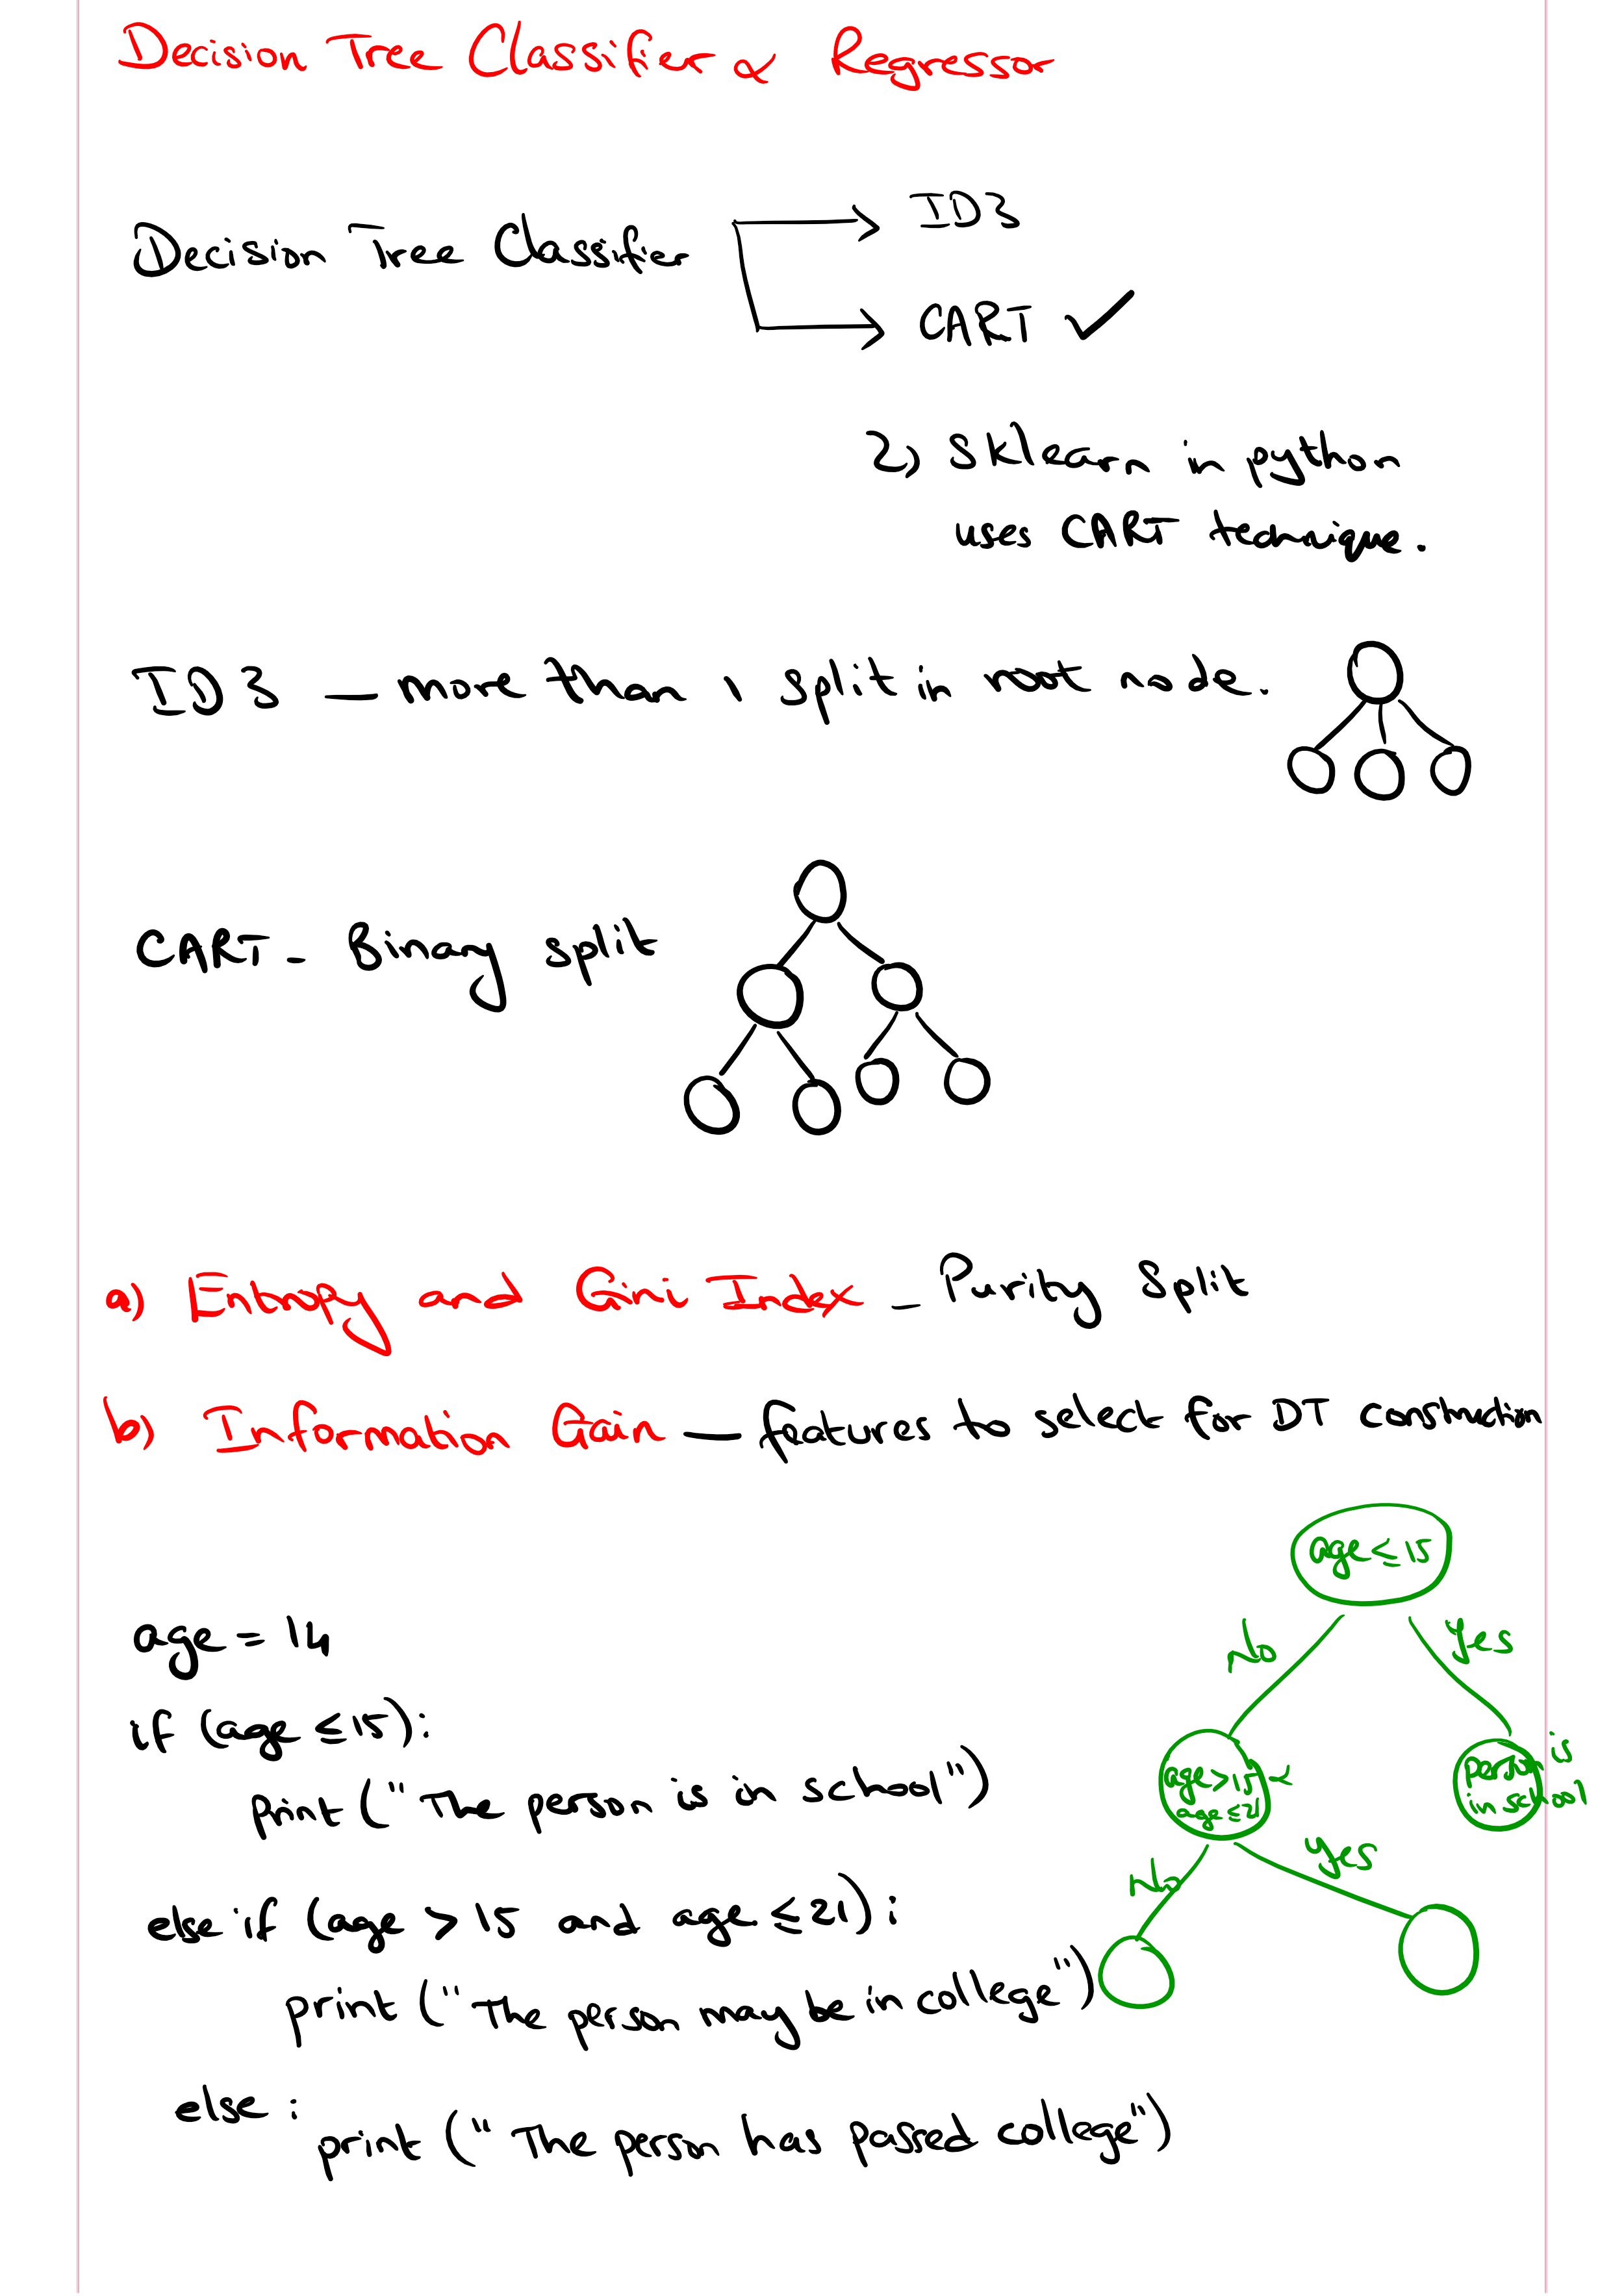 Decision Tree Classifier & Regressor
Decision Tree Classifier
ID3
CART ✓
2) Sklearn in python
uses CART technique.
ID3 — more than 1 split in root node.
CART - Binary split
a) Entropy and Gini Index - Purity Split
b) Information Gain — features to select for DT construction
age ≤ 15
No
Yes
age > 15 &
age ≤ 21
person is
in school
No
Yes
age = 14
if (age ≤ 15):
print ("The person is in school")
else if (age > 15 and age ≤ 21):
print ("The person may be in college")
else :
print ("The person has passed college")